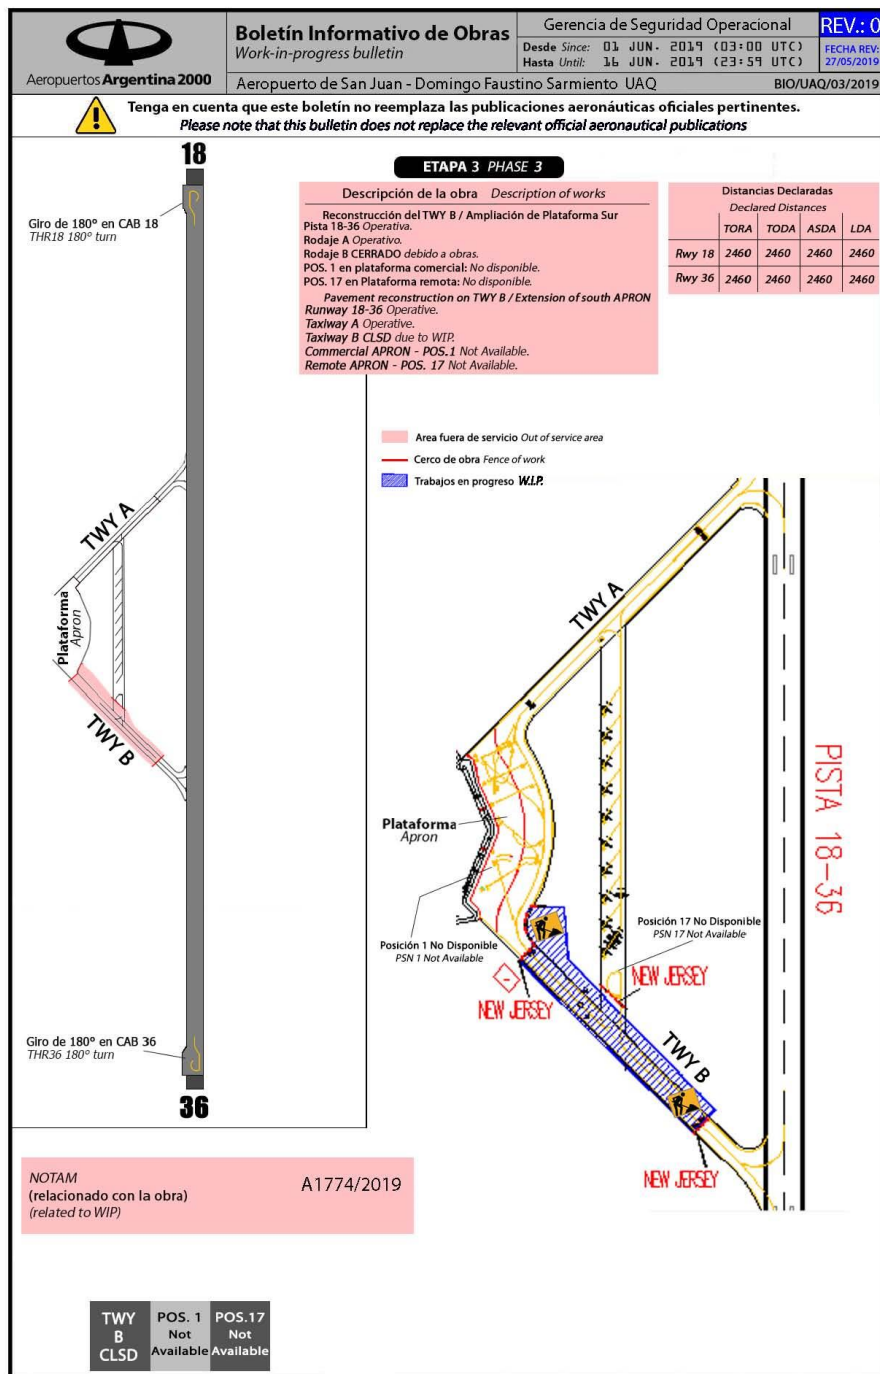 Aeropuertos Argentina 2000
Boletín Informativo de Obras
Work-in-progress bulletin
Gerencia de Seguridad Operacional
Desde Since: 01 JUN. 2019 (03:00 UTC)
Hasta Until: 16 JUN. 2019 (23:59 UTC)
REV.: 0
FECHA REV:
27/05/2019
Aeropuerto de San Juan - Domingo Faustino Sarmiento UAQ
BIO/UAQ/03/2019
Tenga en cuenta que este boletín no reemplaza las publicaciones aeronáuticas oficiales pertinentes.
Please note that this bulletin does not replace the relevant official aeronautical publications
18
Giro de 180º en CAB 18
THR18 180º turn
TWY A
Plataforma
Apron
TWY B
Giro de 180º en CAB 36
THR36 180º turn
36
ETAPA 3 PHASE 3
Descripción de la obra Description of works
Reconstrucción del TWY B / Ampliación de Plataforma Sur
Pista 18-36 Operativa.
Rodaje A Operativo.
Rodaje B CERRADO debido a obras.
POS. 1 en plataforma comercial: No disponible.
POS. 17 en Plataforma remota: No disponible.
Pavement reconstruction on TWY B / Extension of south APRON
Runway 18-36 Operative.
Taxiway A Operative.
Taxiway B CLSD due to WIP.
Commercial APRON - POS.1 Not Available.
Remote APRON - POS. 17 Not Available.
Distancias Declaradas
Declared Distances
TORA TODA ASDA LDA
Rwy 18 2460 2460 2460 2460
Rwy 36 2460 2460 2460 2460
Area fuera de servicio Out of service area
Cerco de obra Fence of work
Trabajos en progreso W.I.P.
TWY A
PISTA 18-36
Plataforma
Apron
Posición 1 No Disponible
PSN 1 Not Available
Posición 17 No Disponible
PSN 17 Not Available
NEW JERSEY
NEW JERSEY
TWY B
NEW JERSEY
NOTAM
(relacionado con la obra)
(related to WIP)
A1774/2019
TWY
B
CLSD
POS. 1
Not
Available
POS.17
Not
Available